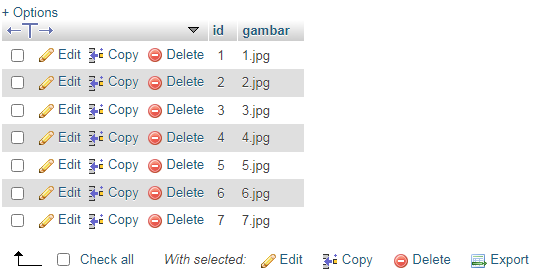 + Options
id gambar
Edit Copy Delete 1 1.jpg
Edit Copy Delete 2 2.jpg
Edit Copy Delete 3 3.jpg
Edit Copy Delete 4 4.jpg
Edit Copy Delete 5 5.jpg
Edit Copy Delete 6 6.jpg
Edit Copy Delete 7 7.jpg
Check all With selected: Edit Copy Delete Export